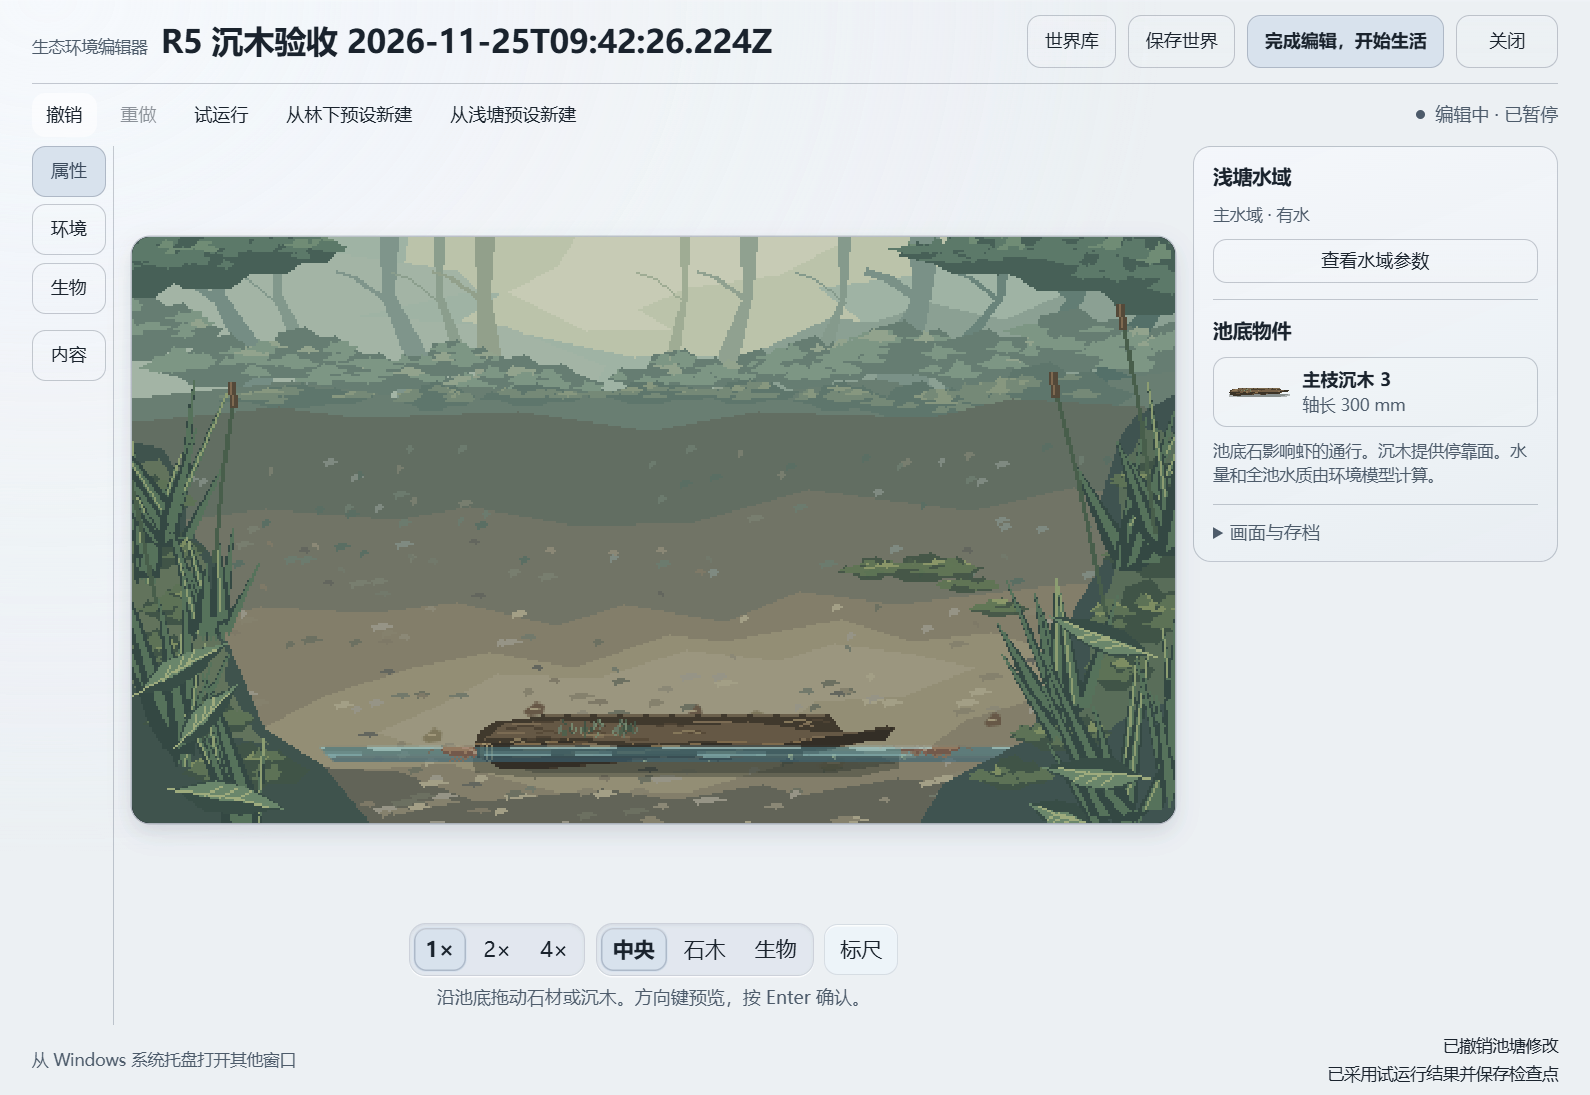 生态环境编辑器 R5 沉木验收 2026-11-25T09:42:26.224Z
世界库 保存世界 完成编辑，开始生活 关闭
撤销 重做 试运行 从林下预设新建 从浅塘预设新建
编辑中 · 已暂停
属性
环境
生物
内容
浅塘水域
主水域 · 有水
查看水域参数
池底物件
主枝沉木 3
轴长 300 mm
池底石影响虾的通行。沉木提供停靠面。水
量和全池水质由环境模型计算。
画面与存档
1× 2× 4× 中央 石木 生物 标尺
沿池底拖动石材或沉木。方向键预览，按 Enter 确认。
从 Windows 系统托盘打开其他窗口
已撤销池塘修改
已采用试运行结果并保存检查点